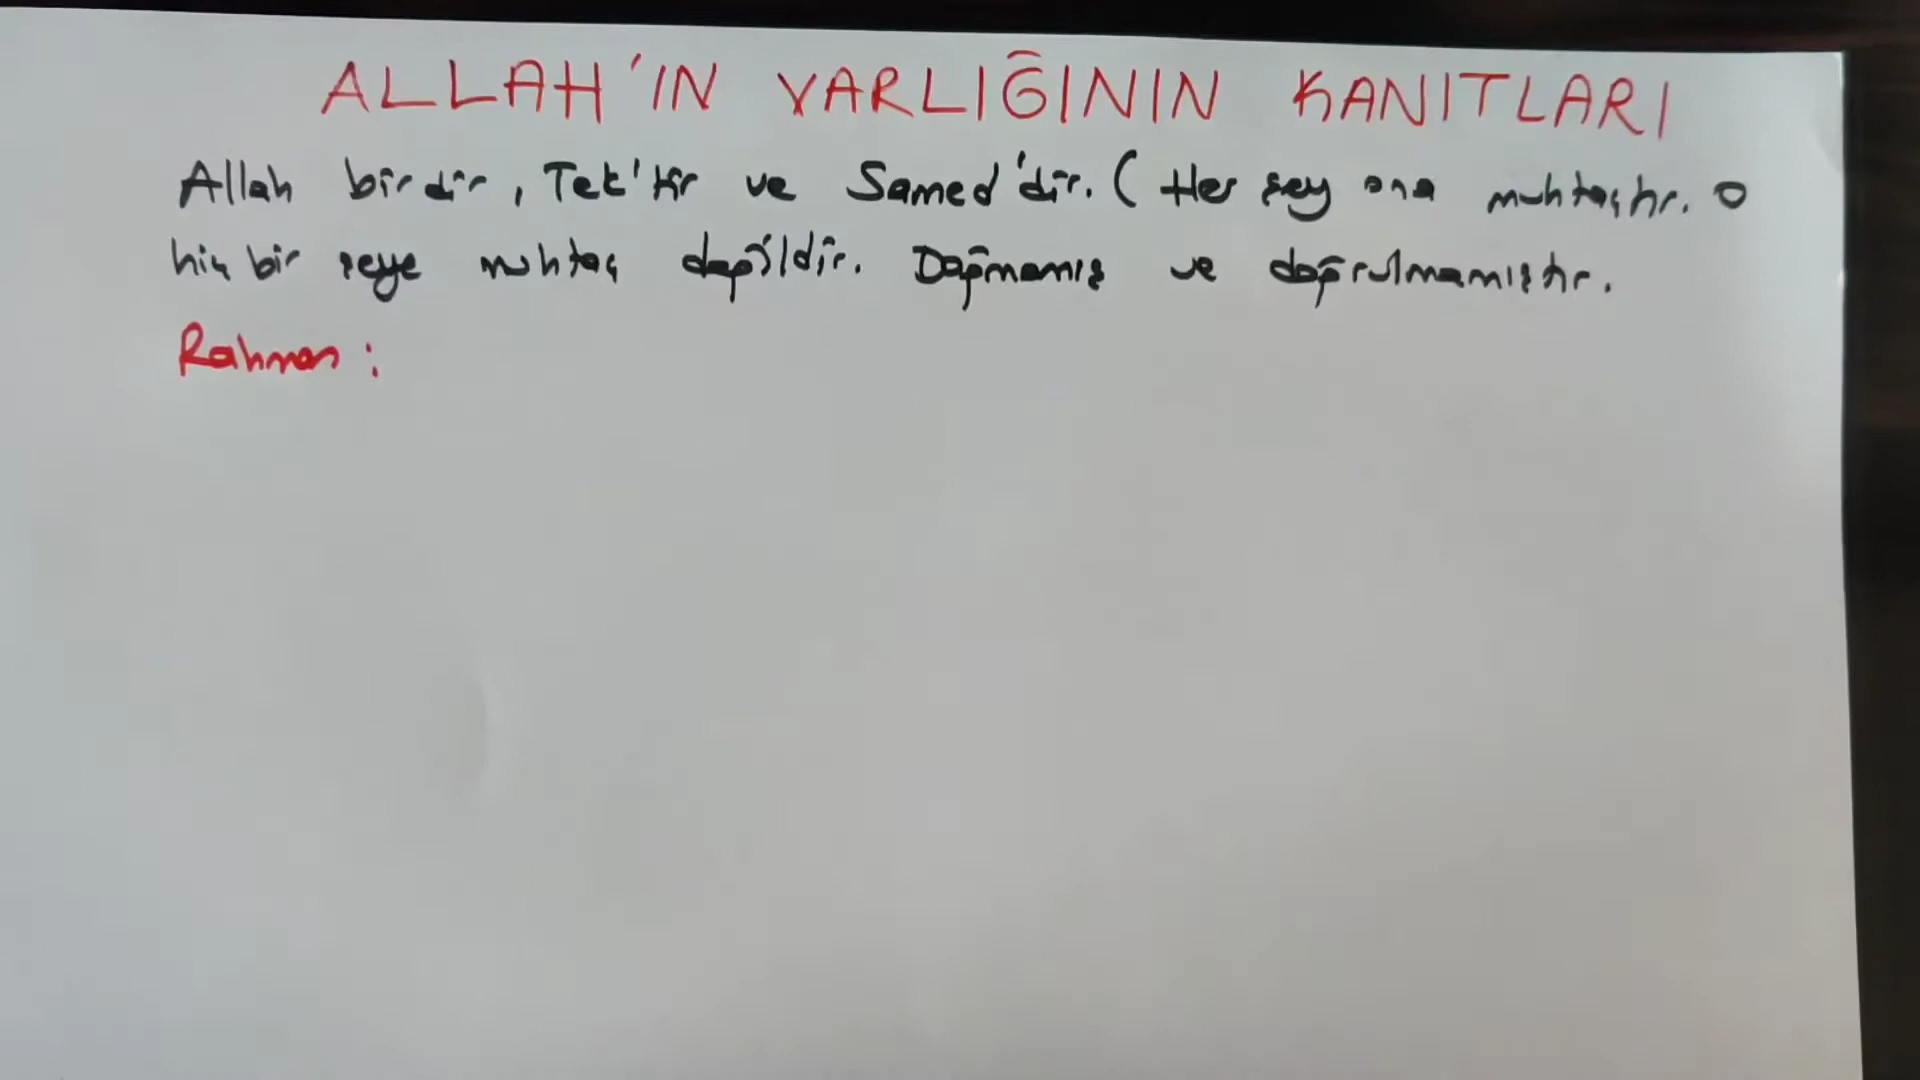 ALLAH'IN VARLIĞININ KANITLARI
Allah birdir, Tek'tir ve Samed'dir. ( Her şey ona muhtaçtır. O
hiç bir şeye muhtaç değildir. Dağmamış ve doğrulmamıştır.
Rahman :